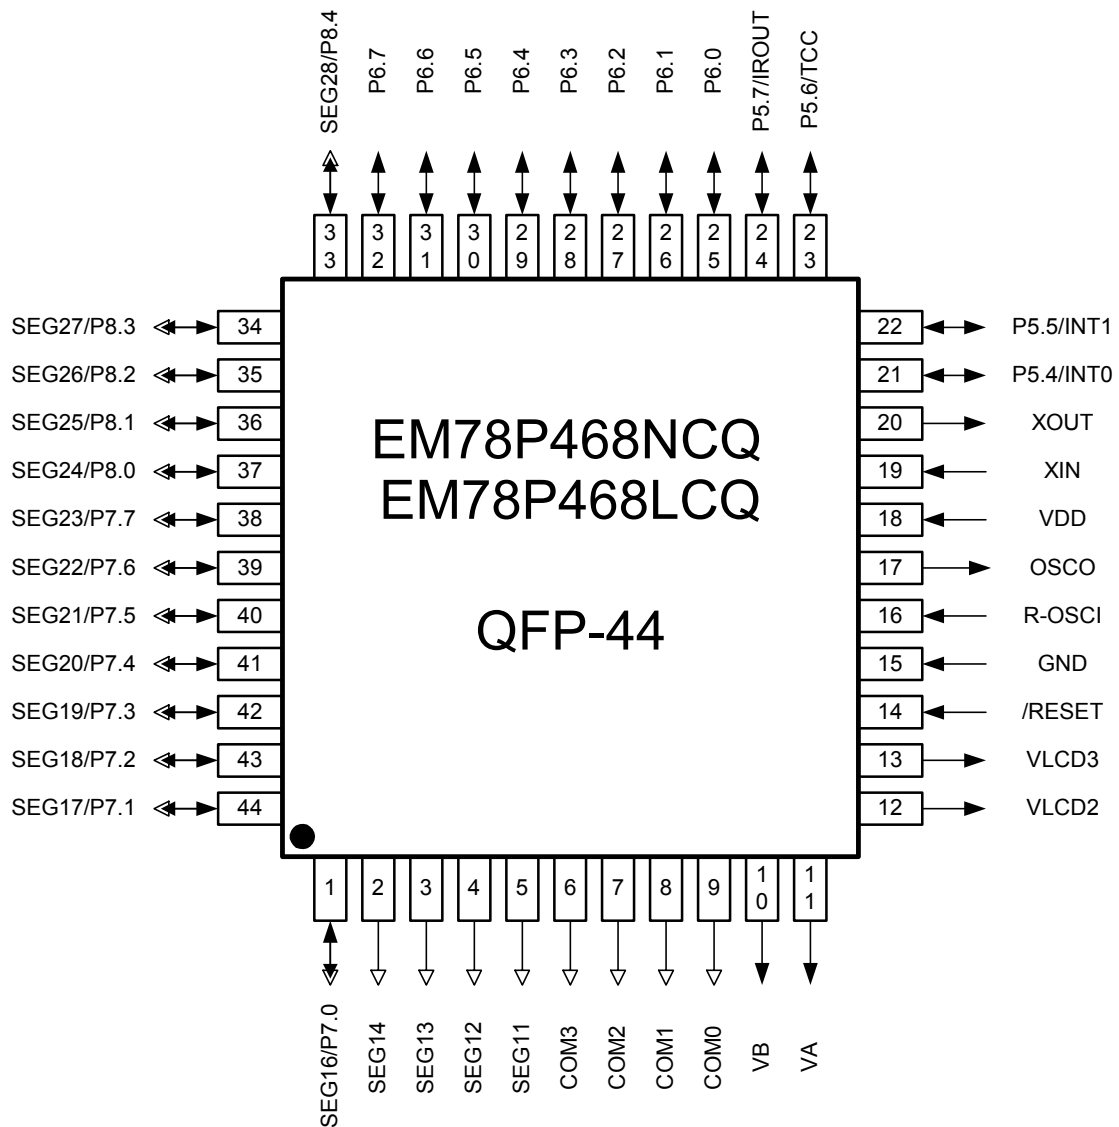 SEG28/P8.4
P6.7
P6.6
P6.5
P6.4
P6.3
P6.2
P6.1
P6.0
P5.7/IROUT
P5.6/TCC
33
32
31
30
29
28
27
26
25
24
23
SEG27/P8.3 34
SEG26/P8.2 35
SEG25/P8.1 36
SEG24/P8.0 37
SEG23/P7.7 38
SEG22/P7.6 39
SEG21/P7.5 40
SEG20/P7.4 41
SEG19/P7.3 42
SEG18/P7.2 43
SEG17/P7.1 44
EM78P468NCQ
EM78P468LCQ
QFP-44
22 P5.5/INT1
21 P5.4/INT0
20 XOUT
19 XIN
18 VDD
17 OSCO
16 R-OSCI
15 GND
14 /RESET
13 VLCD3
12 VLCD2
1
2
3
4
5
6
7
8
9
10
11
SEG16/P7.0
SEG14
SEG13
SEG12
SEG11
COM3
COM2
COM1
COM0
VB
VA